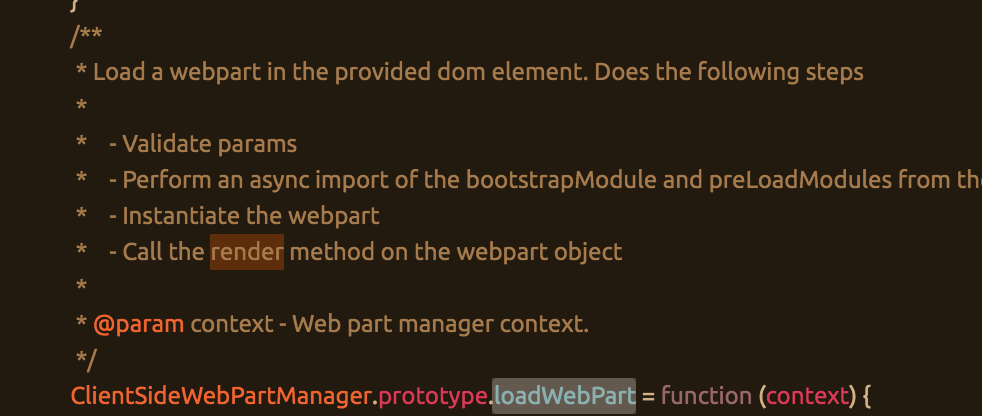 }
/**
* Load a webpart in the provided dom element. Does the following steps
*
* - Validate params
* - Perform an async import of the bootstrapModule and preLoadModules from
* - Instantiate the webpart
* - Call the render method on the webpart object
*
* @param context - Web part manager context.
*/
ClientSideWebPartManager.prototype.loadWebPart = function (context) {